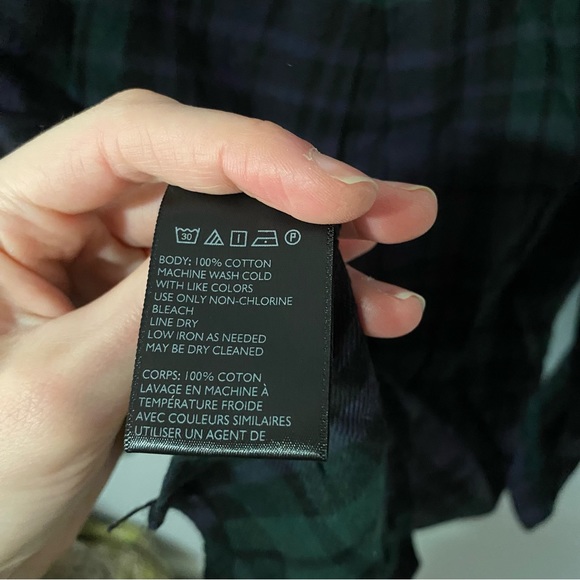 30 P
BODY: 100% COTTON
MACHINE WASH COLD
WITH LIKE COLORS
USE ONLY NON-CHLORINE
BLEACH
LINE DRY
LOW IRON AS NEEDED
MAY BE DRY CLEANED
CORPS: 100% COTON
LAVAGE EN MACHINE À
TEMPÉRATURE FROIDE
AVEC COULEURS SIMILAIRES
UTILISER UN AGENT DE